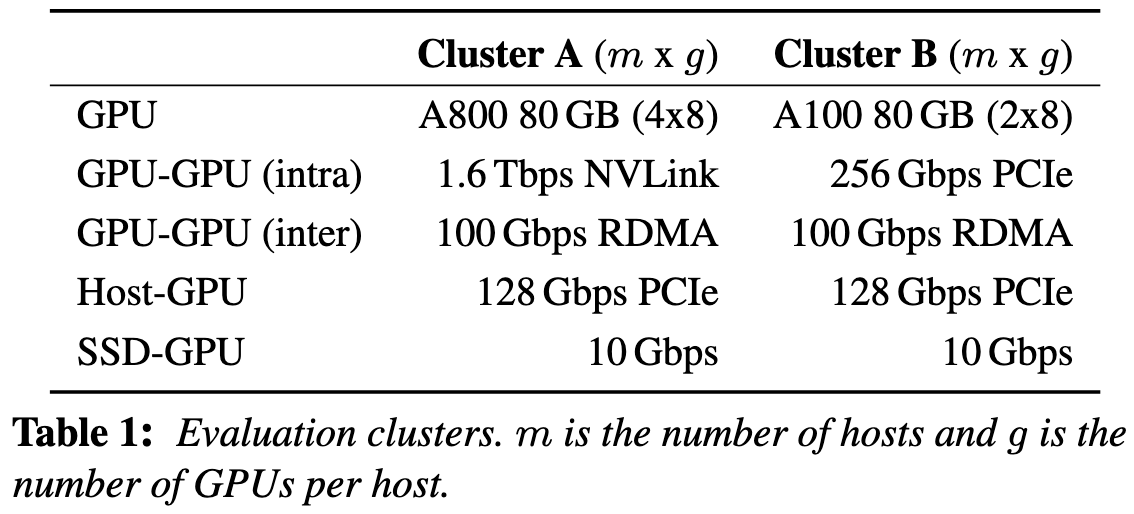 Cluster A (m x g) Cluster B (m x g)
GPU A800 80 GB (4x8) A100 80 GB (2x8)
GPU-GPU (intra) 1.6 Tbps NVLink 256 Gbps PCIe
GPU-GPU (inter) 100 Gbps RDMA 100 Gbps RDMA
Host-GPU 128 Gbps PCIe 128 Gbps PCIe
SSD-GPU 10 Gbps 10 Gbps
Table 1: Evaluation clusters. m is the number of hosts and g is the
number of GPUs per host.